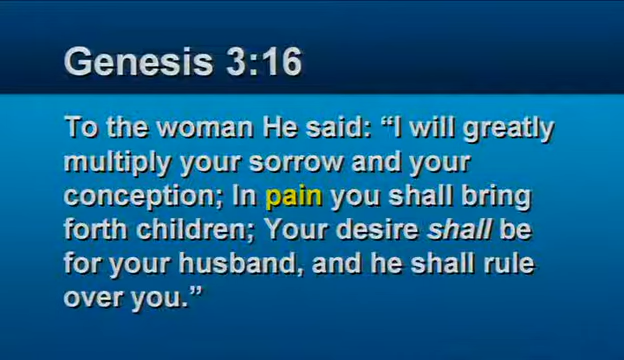 Genesis 3:16
To the woman He said: “I will greatly
multiply your sorrow and your
conception; In pain you shall bring
forth children; Your desire shall be
for your husband, and he shall rule
over you.”